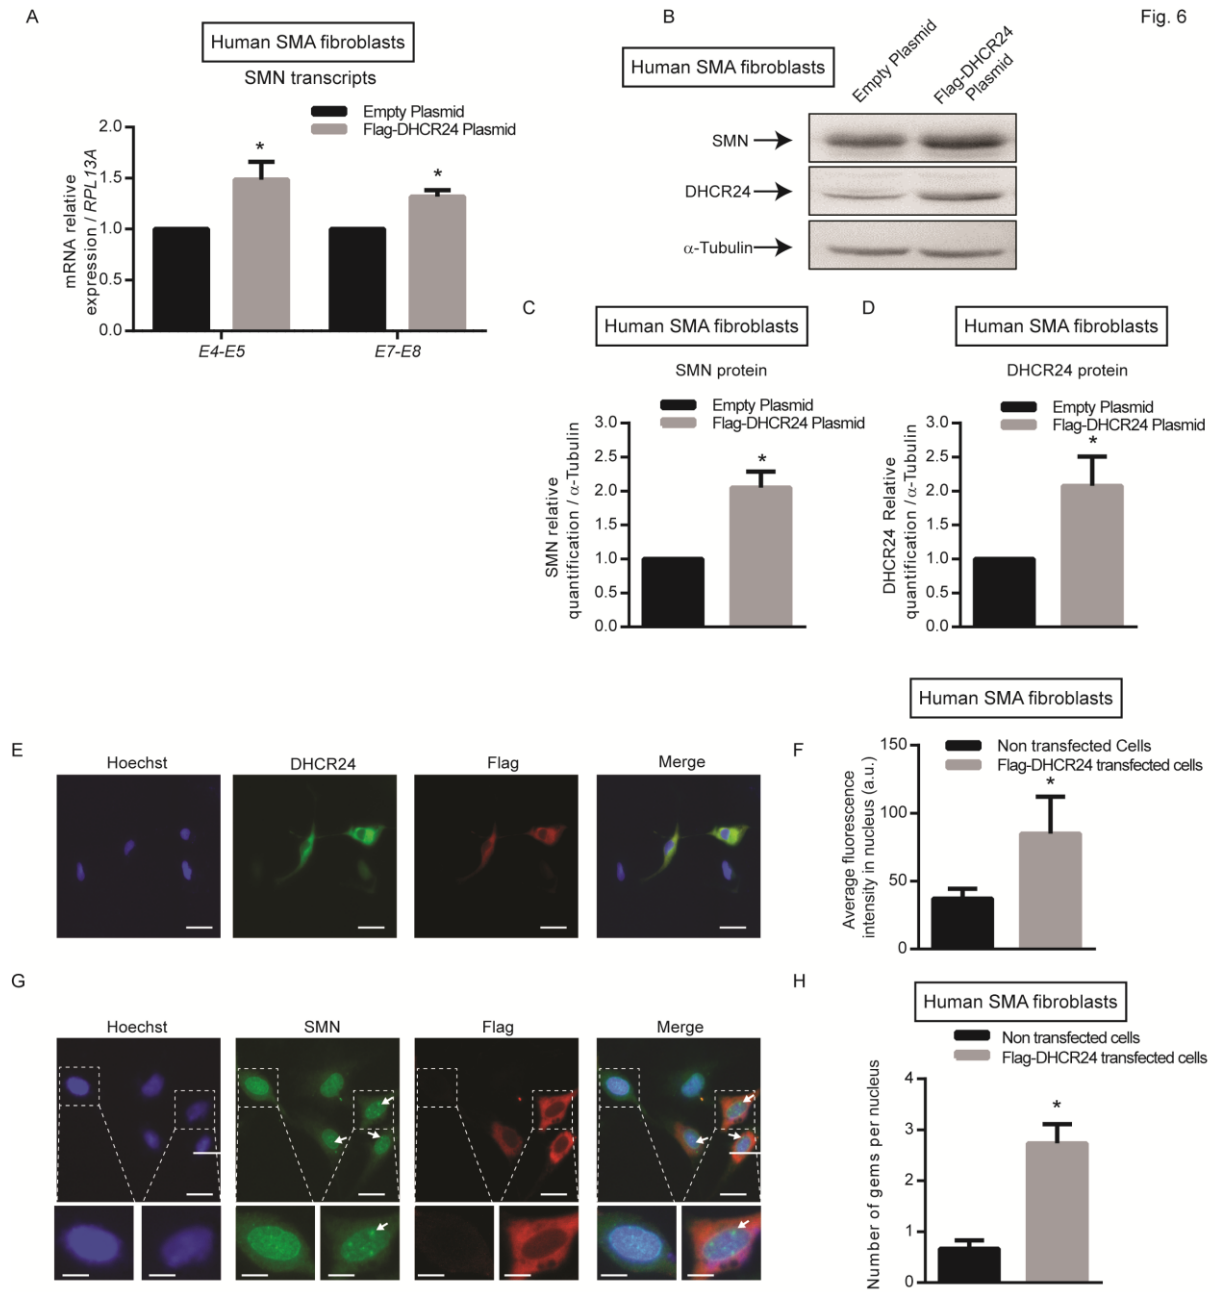 A
B
Fig. 6
Human SMA fibroblasts
SMN transcripts
Empty Plasmid
Flag-DHCR24 Plasmid
mRNA relative
expression / RPL13A
2.0
1.5
1.0
0.5
0.0
*
*
E4-E5
E7-E8
Human SMA fibroblasts
Empty Plasmid
Flag-DHCR24
Plasmid
SMN
DHCR24
α-Tubulin
C
Human SMA fibroblasts
SMN protein
Empty Plasmid
Flag-DHCR24 Plasmid
SMN relative
quantification / α-Tubulin
3.0
2.5
2.0
1.5
1.0
0.5
0.0
*
D
Human SMA fibroblasts
DHCR24 protein
Empty Plasmid
Flag-DHCR24 Plasmid
DHCR24 Relative
quantification / α-Tubulin
3.0
2.5
2.0
1.5
1.0
0.5
0.0
*
E
Hoechst
DHCR24
Flag
Merge
F
Human SMA fibroblasts
Non transfected Cells
Flag-DHCR24 transfected cells
Average fluorescence
intensity in nucleus (a.u.)
150
100
50
0
*
G
Hoechst
SMN
Flag
Merge
H
Human SMA fibroblasts
Non transfected cells
Flag-DHCR24 transfected cells
Number of gems per nucleus
4
3
2
1
0
*